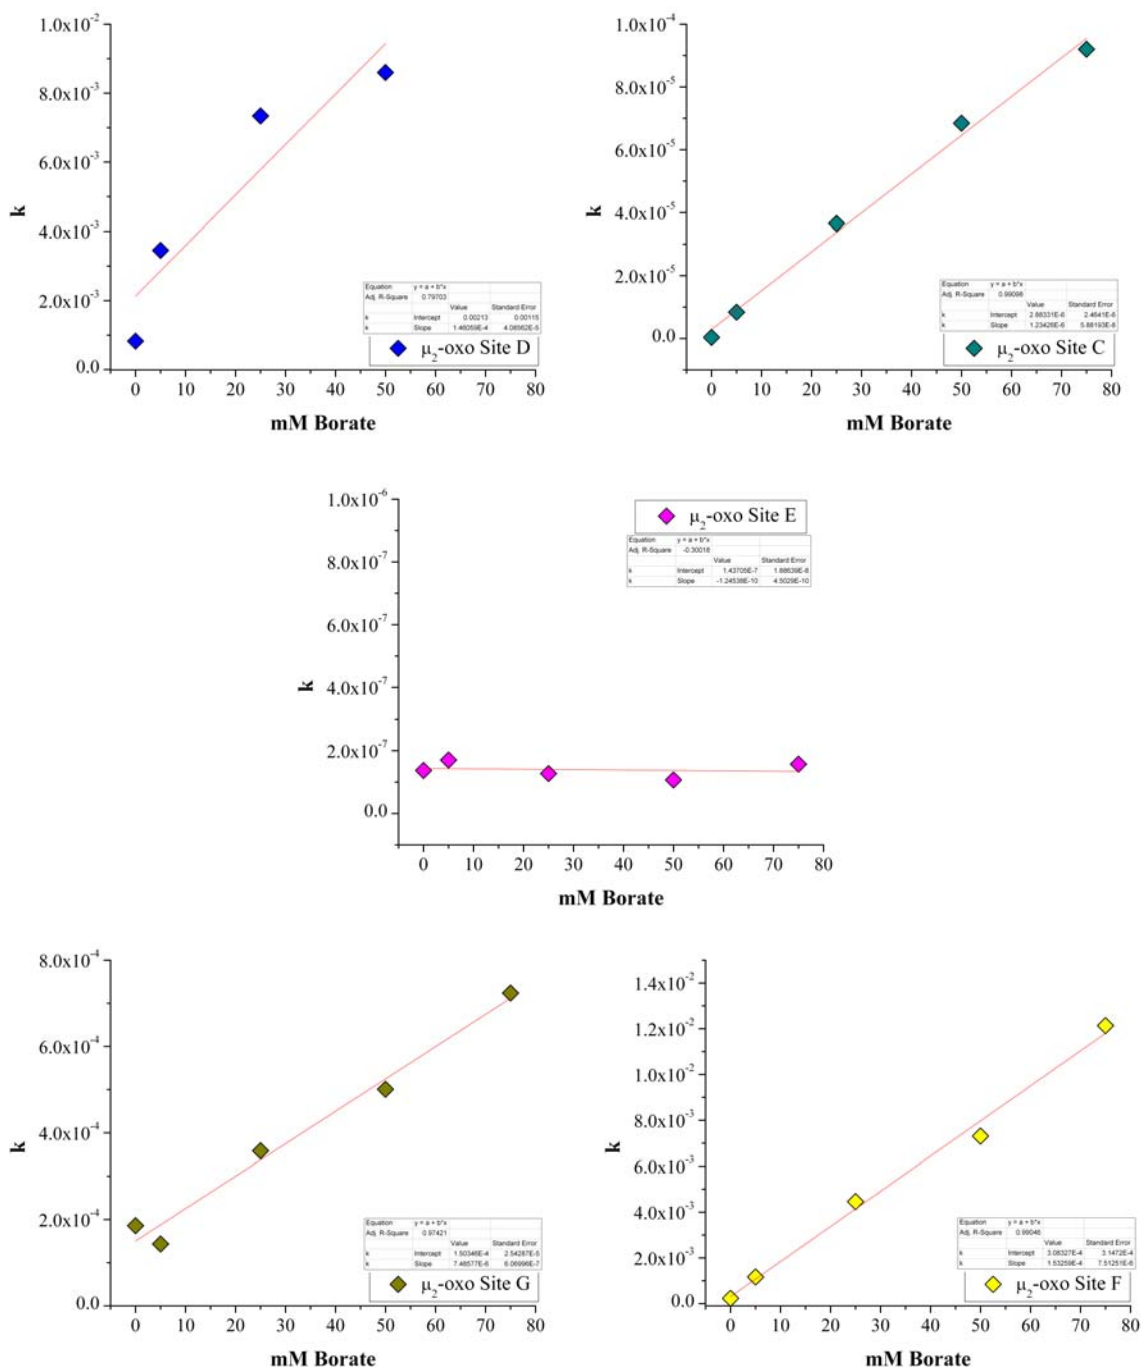 1.0x10⁻²
8.0x10⁻³
6.0x10⁻³
4.0x10⁻³
2.0x10⁻³
0.0
k
Equation y = a + b*x
Adj. R-Square 0.79703
Value Standard Error
k Intercept 0.00213 0.00115
k Slope 1.46059E-4 4.08562E-5
μ₂-oxo Site D
0 10 20 30 40 50 60 70 80
mM Borate
1.0x10⁻⁴
8.0x10⁻⁵
6.0x10⁻⁵
4.0x10⁻⁵
2.0x10⁻⁵
0.0
k
Equation y = a + b*x
Adj. R-Square 0.99098
Value Standard Error
k Intercept 2.88331E-6 2.4641E-6
k Slope 1.23426E-6 5.88193E-8
μ₂-oxo Site C
0 10 20 30 40 50 60 70 80
mM Borate
1.0x10⁻⁶
8.0x10⁻⁷
6.0x10⁻⁷
4.0x10⁻⁷
2.0x10⁻⁷
0.0
k
μ₂-oxo Site E
Equation y = a + b*x
Adj. R-Square -0.30018
Value Standard Error
k Intercept 1.43705E-7 1.88639E-8
k Slope -1.24538E-10 4.5029E-10
0 10 20 30 40 50 60 70 80
mM Borate
8.0x10⁻⁴
6.0x10⁻⁴
4.0x10⁻⁴
2.0x10⁻⁴
0.0
k
Equation y = a + b*x
Adj. R-Square 0.97421
Value Standard Error
k Intercept 1.50346E-4 2.54287E-5
k Slope 7.48577E-6 6.06996E-7
μ₂-oxo Site G
0 10 20 30 40 50 60 70 80
mM Borate
1.4x10⁻²
1.2x10⁻²
1.0x10⁻²
8.0x10⁻³
6.0x10⁻³
4.0x10⁻³
2.0x10⁻³
0.0
k
Equation y = a + b*x
Adj. R-Square 0.99046
Value Standard Error
k Intercept 3.08327E-4 3.1472E-4
k Slope 1.53259E-4 7.51251E-6
μ₂-oxo Site F
0 10 20 30 40 50 60 70 80
mM Borate